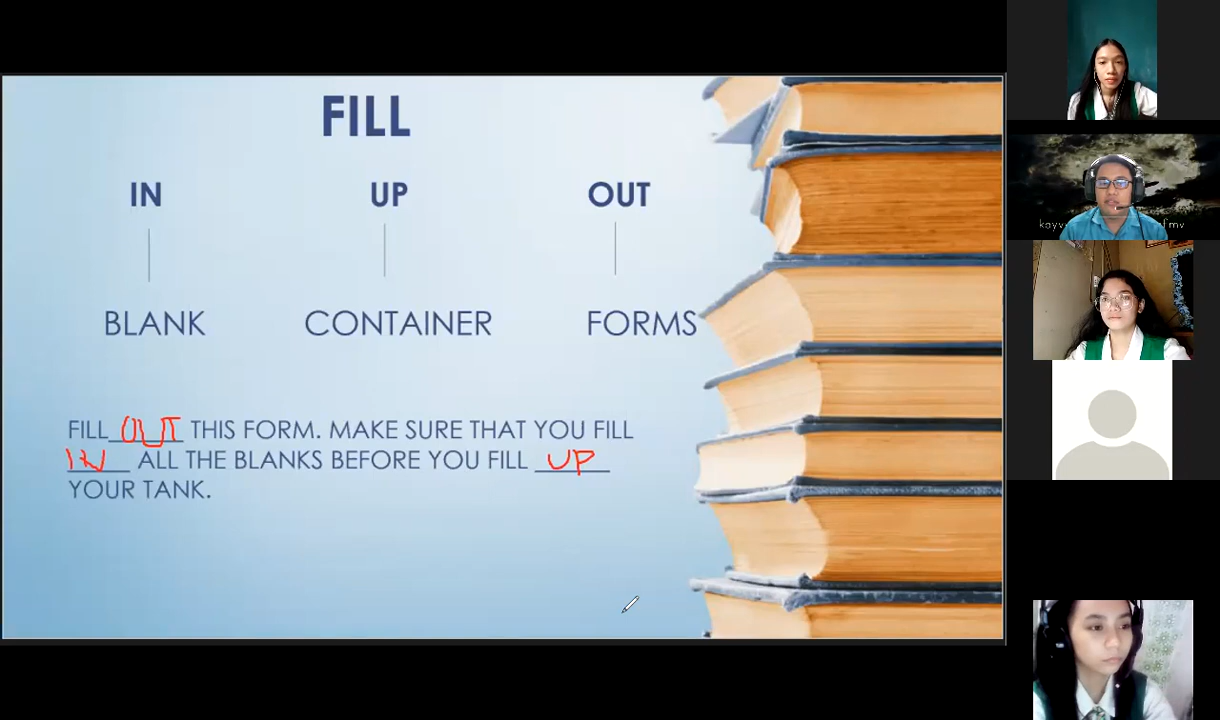 FILL
IN UP OUT
BLANK CONTAINER FORMS
FILL OUT THIS FORM. MAKE SURE THAT YOU FILL
IN ALL THE BLANKS BEFORE YOU FILL UP
YOUR TANK.